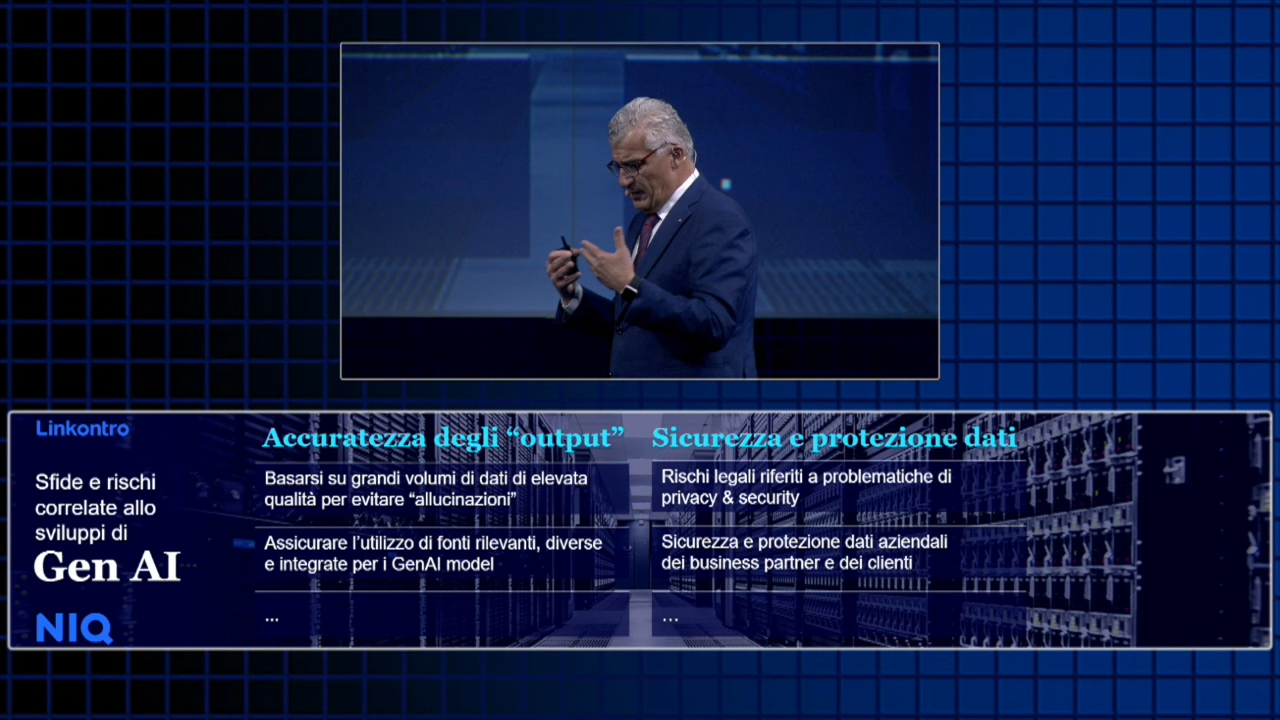 Linkontro
Sfide e rischi
correlate allo
sviluppi di
Gen AI
NIQ
Accuratezza degli “output”
Basarsi su grandi volumi di dati di elevata
qualità per evitare “allucinazioni”
Assicurare l’utilizzo di fonti rilevanti, diverse
e integrate per i GenAI model
...
Sicurezza e protezione dati
Rischi legali riferiti a problematiche di
privacy & security
Sicurezza e protezione dati aziendali
dei business partner e dei clienti
...